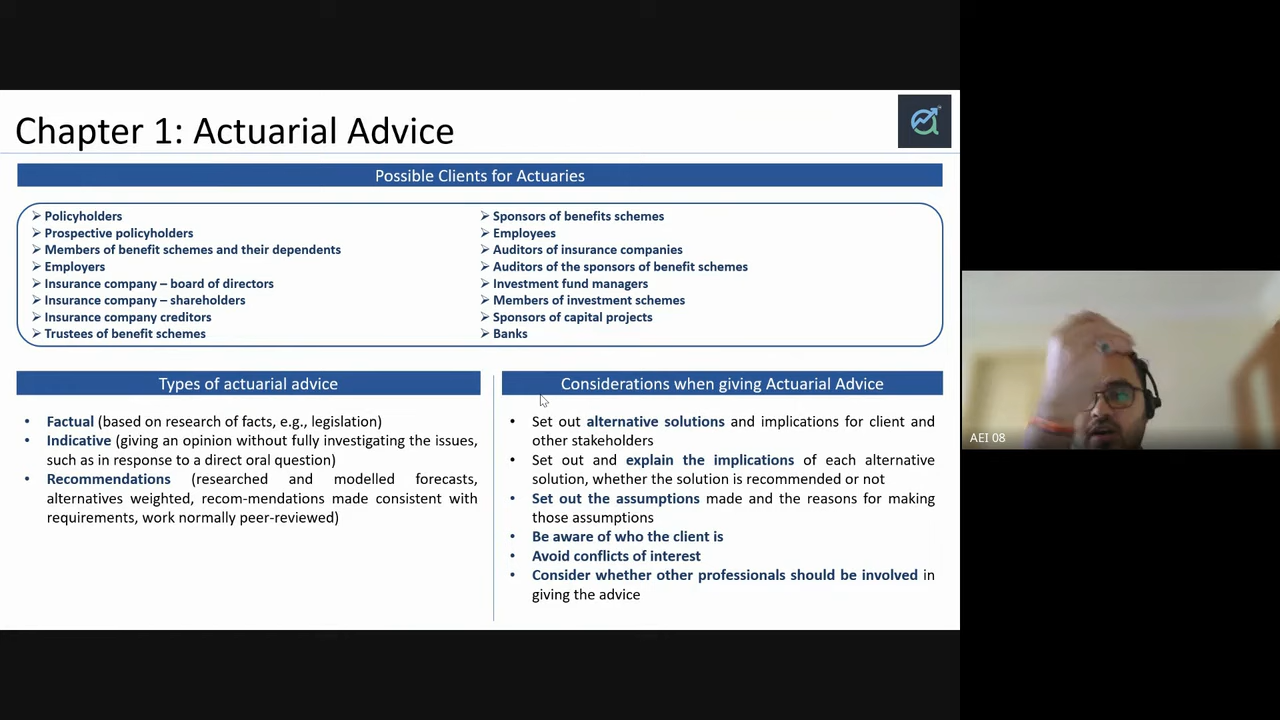 Chapter 1: Actuarial Advice
Possible Clients for Actuaries
➢ Policyholders
➢ Prospective policyholders
➢ Members of benefit schemes and their dependents
➢ Employers
➢ Insurance company – board of directors
➢ Insurance company – shareholders
➢ Insurance company creditors
➢ Trustees of benefit schemes
➢ Sponsors of benefits schemes
➢ Employees
➢ Auditors of insurance companies
➢ Auditors of the sponsors of benefit schemes
➢ Investment fund managers
➢ Members of investment schemes
➢ Sponsors of capital projects
➢ Banks
Types of actuarial advice
• Factual (based on research of facts, e.g., legislation)
• Indicative (giving an opinion without fully investigating the issues,
such as in response to a direct oral question)
• Recommendations (researched and modelled forecasts,
alternatives weighted, recom-mendations made consistent with
requirements, work normally peer-reviewed)
Considerations when giving Actuarial Advice
• Set out alternative solutions and implications for client and
other stakeholders
• Set out and explain the implications of each alternative
solution, whether the solution is recommended or not
• Set out the assumptions made and the reasons for making
those assumptions
• Be aware of who the client is
• Avoid conflicts of interest
• Consider whether other professionals should be involved in
giving the advice
AEI 08